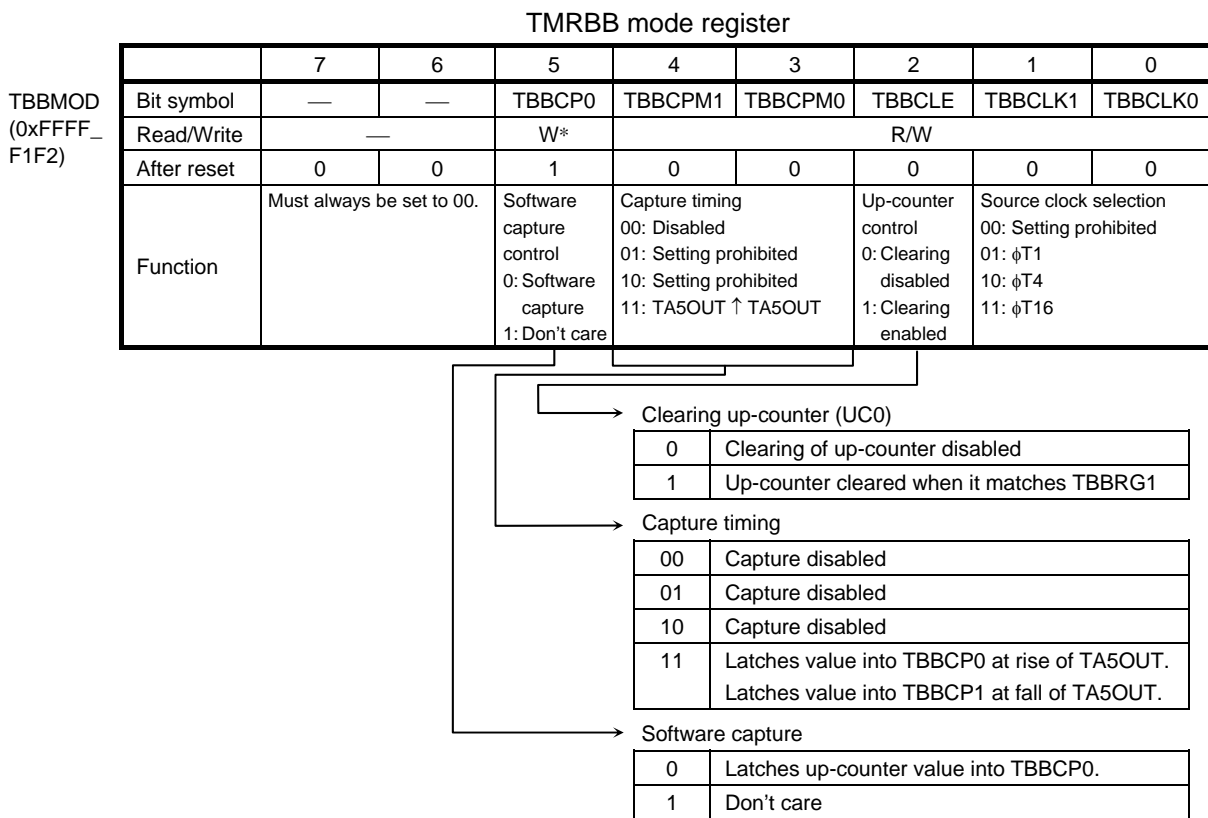 TMRBB mode register
7 6 5 4 3 2 1 0
TBBMOD
(0xFFFF_
F1F2)
Bit symbol — — TBBCP0 TBBCPM1 TBBCPM0 TBBCLE TBBCLK1 TBBCLK0
Read/Write — W* R/W
After reset 0 0 1 0 0 0 0 0
Function
Must always be set to 00.
Software
capture
control
0: Software
capture
1: Don't care
Capture timing
00: Disabled
01: Setting prohibited
10: Setting prohibited
11: TA5OUT ↑ TA5OUT
Up-counter
control
0: Clearing
disabled
1: Clearing
enabled
Source clock selection
00: Setting prohibited
01: ϕT1
10: ϕT4
11: ϕT16
Clearing up-counter (UC0)
0 Clearing of up-counter disabled
1 Up-counter cleared when it matches TBBRG1
Capture timing
00 Capture disabled
01 Capture disabled
10 Capture disabled
11 Latches value into TBBCP0 at rise of TA5OUT.
Latches value into TBBCP1 at fall of TA5OUT.
Software capture
0 Latches up-counter value into TBBCP0.
1 Don't care